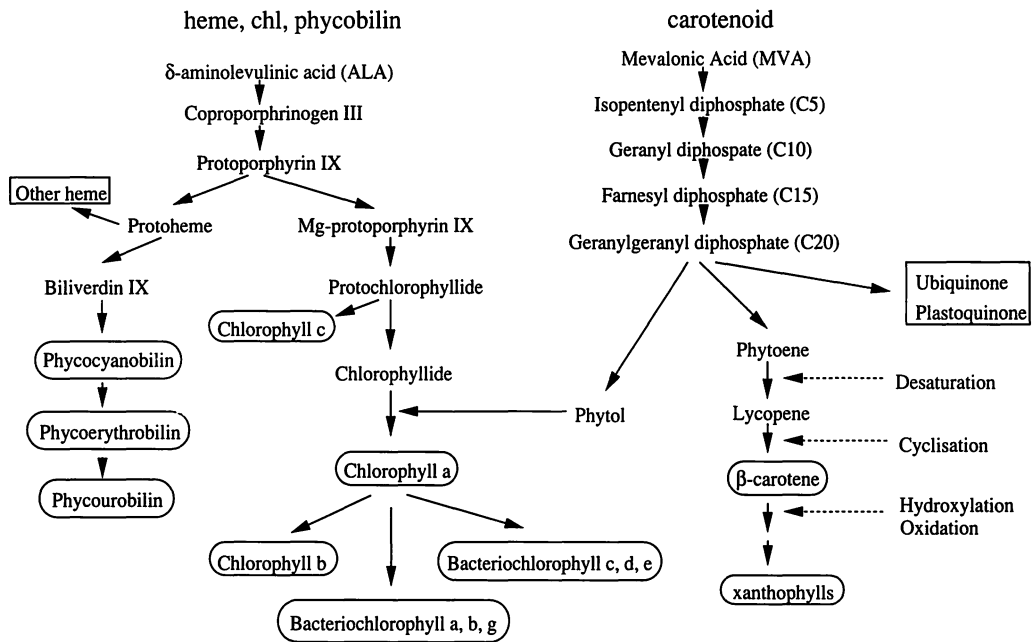 heme, chl, phycobilin
δ-aminolevulinic acid (ALA)
Coproporphrinogen III
Protoporphyrin IX
Other heme
Protoheme
Mg-protoporphyrin IX
Biliverdin IX
Protochlorophyllide
Chlorophyll c
Phycocyanobilin
Chlorophyllide
Phycoerythrobilin
Phycourobilin
Chlorophyll a
Chlorophyll b
Bacteriochlorophyll c, d, e
Bacteriochlorophyll a, b, g
carotenoid
Mevalonic Acid (MVA)
Isopentenyl diphosphate (C5)
Geranyl diphospate (C10)
Farnesyl diphosphate (C15)
Geranylgeranyl diphosphate (C20)
Ubiquinone
Plastoquinone
Phytoene
Desaturation
Phytol
Lycopene
Cyclisation
β-carotene
Hydroxylation
Oxidation
xanthophylls